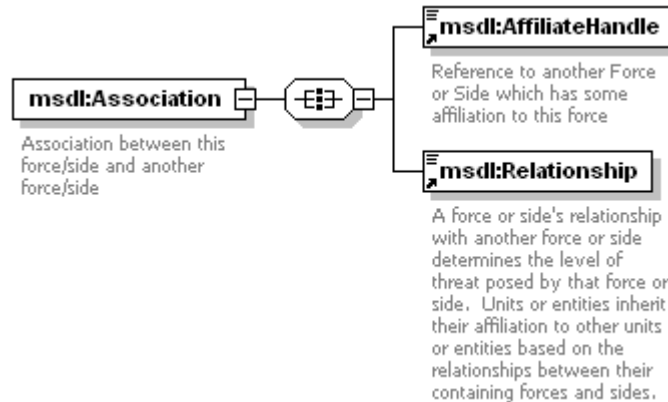 msdl:AffiliateHandle
Reference to another Force
or Side which has some
affiliation to this force
msdl:Association
Association between this
force/side and another
force/side
msdl:Relationship
A force or side's relationship
with another force or side
determines the level of
threat posed by that force or
side.  Units or entities inherit
their affiliation to other units
or entities based on the
relationships between their
containing forces and sides.